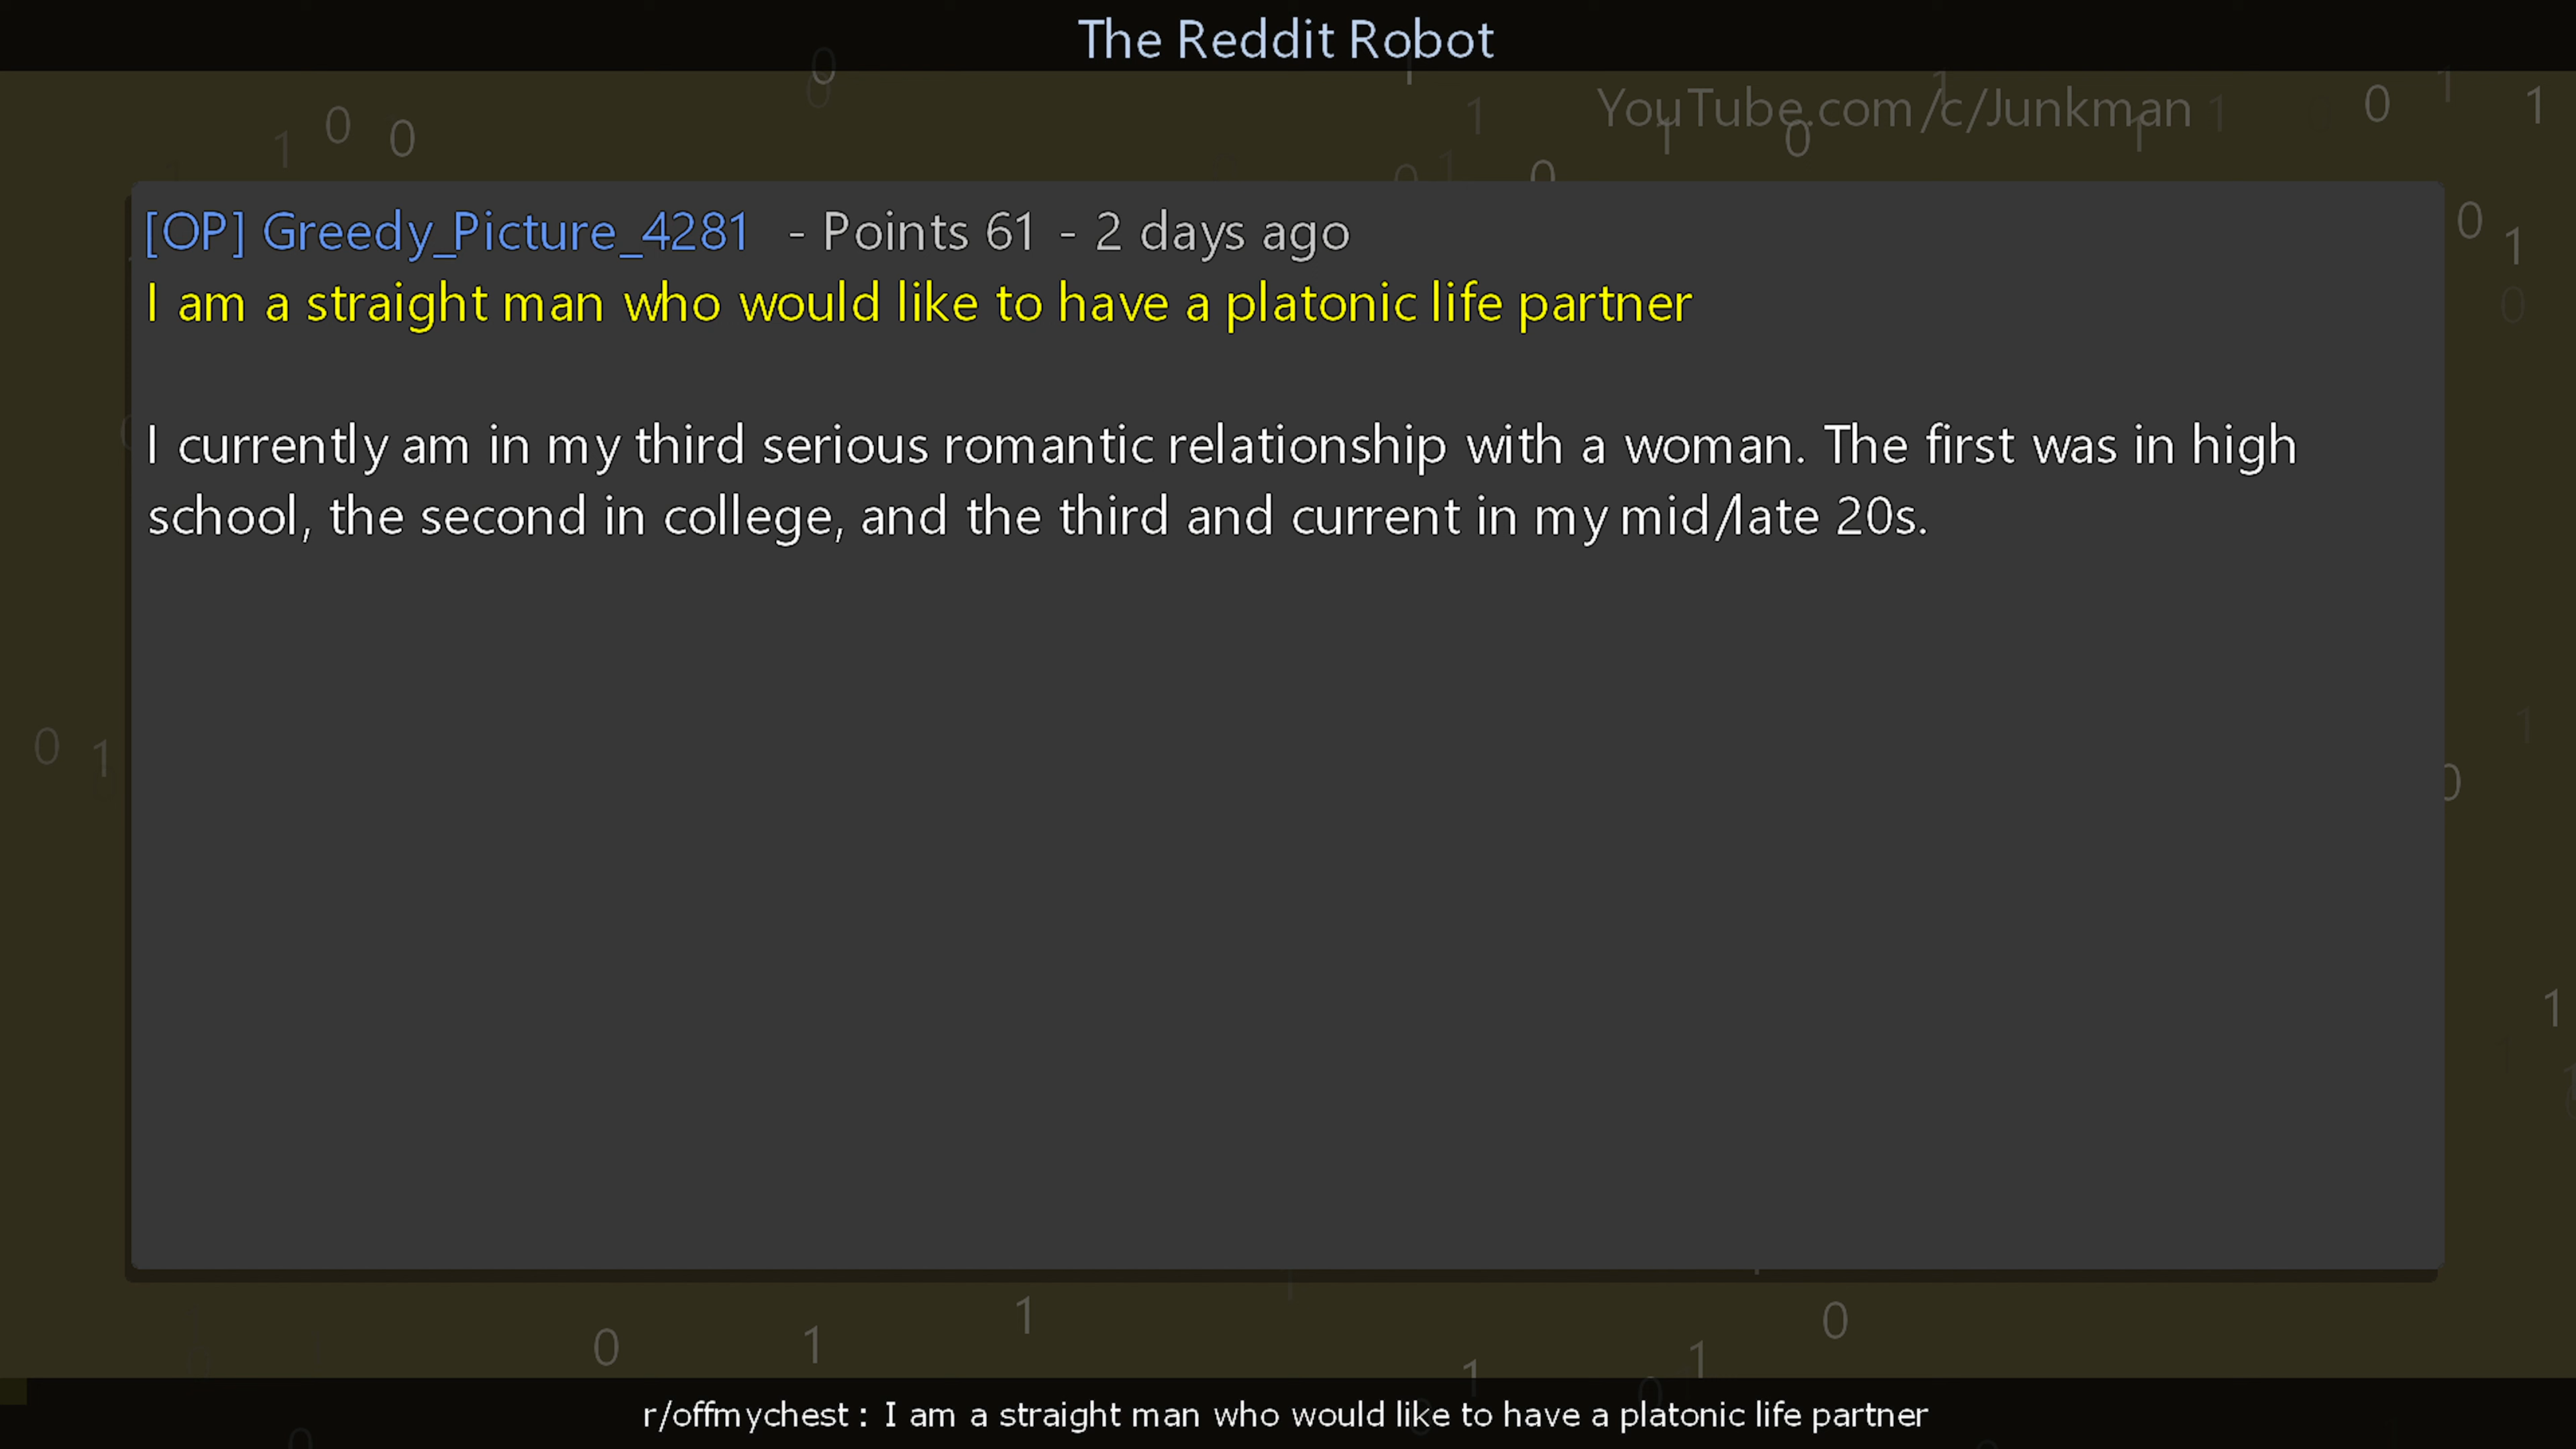 The Reddit Robot
YouTube.com/c/Junkman
[OP] Greedy_Picture_4281 - Points 61 - 2 days ago
I am a straight man who would like to have a platonic life partner
I currently am in my third serious romantic relationship with a woman. The first was in high
school, the second in college, and the third and current in my mid/late 20s.
r/offmychest : I am a straight man who would like to have a platonic life partner